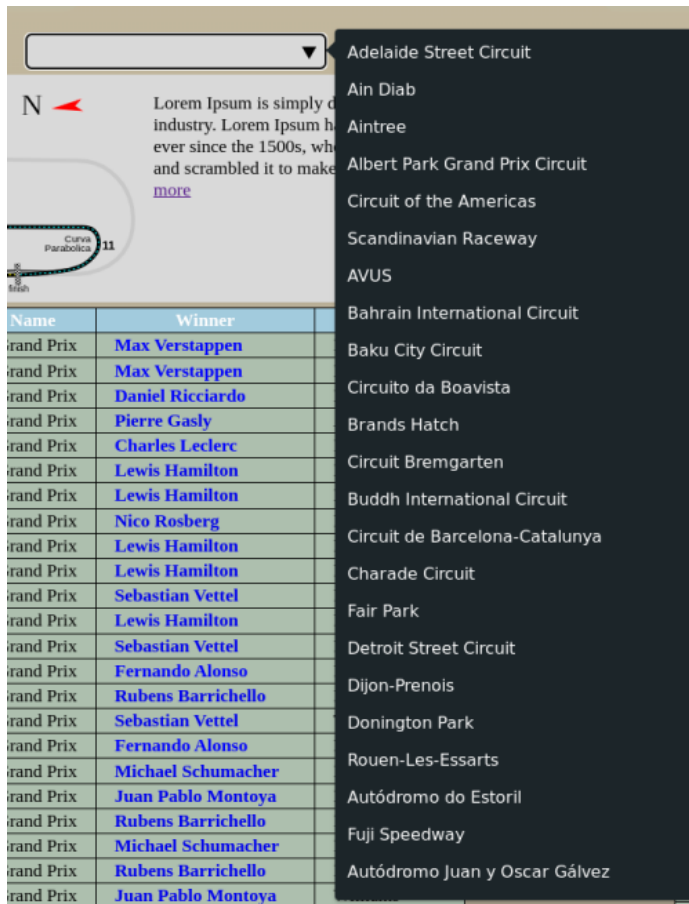 Adelaide Street Circuit
Ain Diab
Aintree
Albert Park Grand Prix Circuit
Circuit of the Americas
Scandinavian Raceway
AVUS
Bahrain International Circuit
Baku City Circuit
Circuito da Boavista
Brands Hatch
Circuit Bremgarten
Buddh International Circuit
Circuit de Barcelona-Catalunya
Charade Circuit
Fair Park
Detroit Street Circuit
Dijon-Prenois
Donington Park
Rouen-Les-Essarts
Autódromo do Estoril
Fuji Speedway
Autódromo Juan y Oscar Gálvez
N
Lorem Ipsum is simply d
industry. Lorem Ipsum h
ever since the 1500s, wh
and scrambled it to make
more
Curva
Parabolica
11
finish
Name Winner
Grand Prix Max Verstappen
Grand Prix Max Verstappen
Grand Prix Daniel Ricciardo
Grand Prix Pierre Gasly
Grand Prix Charles Leclerc
Grand Prix Lewis Hamilton
Grand Prix Lewis Hamilton
Grand Prix Nico Rosberg
Grand Prix Lewis Hamilton
Grand Prix Lewis Hamilton
Grand Prix Sebastian Vettel
Grand Prix Lewis Hamilton
Grand Prix Sebastian Vettel
Grand Prix Fernando Alonso
Grand Prix Rubens Barrichello
Grand Prix Sebastian Vettel
Grand Prix Fernando Alonso
Grand Prix Michael Schumacher
Grand Prix Juan Pablo Montoya
Grand Prix Rubens Barrichello
Grand Prix Michael Schumacher
Grand Prix Rubens Barrichello
Grand Prix Juan Pablo Montoya